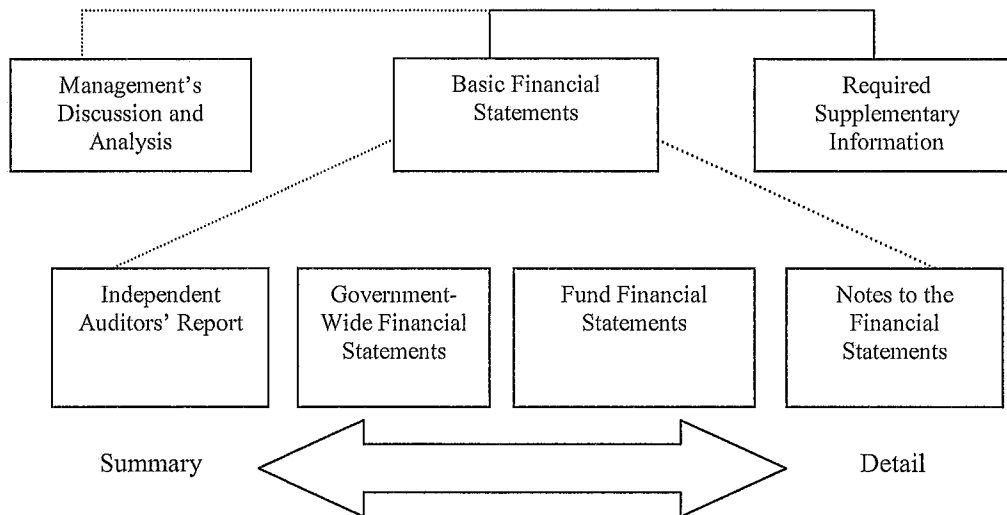 Management's
Discussion and
Analysis
Basic Financial
Statements
Required
Supplementary
Information
Independent
Auditors' Report
Government-
Wide Financial
Statements
Fund Financial
Statements
Notes to the
Financial
Statements
Summary
Detail